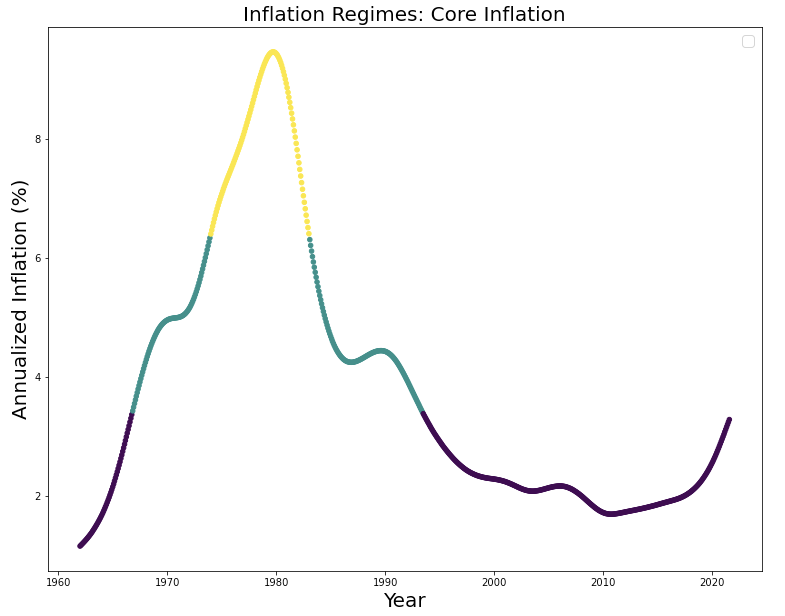 Inflation Regimes: Core Inflation
Annualized Inflation (%)
8
6
4
2
1960 1970 1980 1990 2000 2010 2020
Year